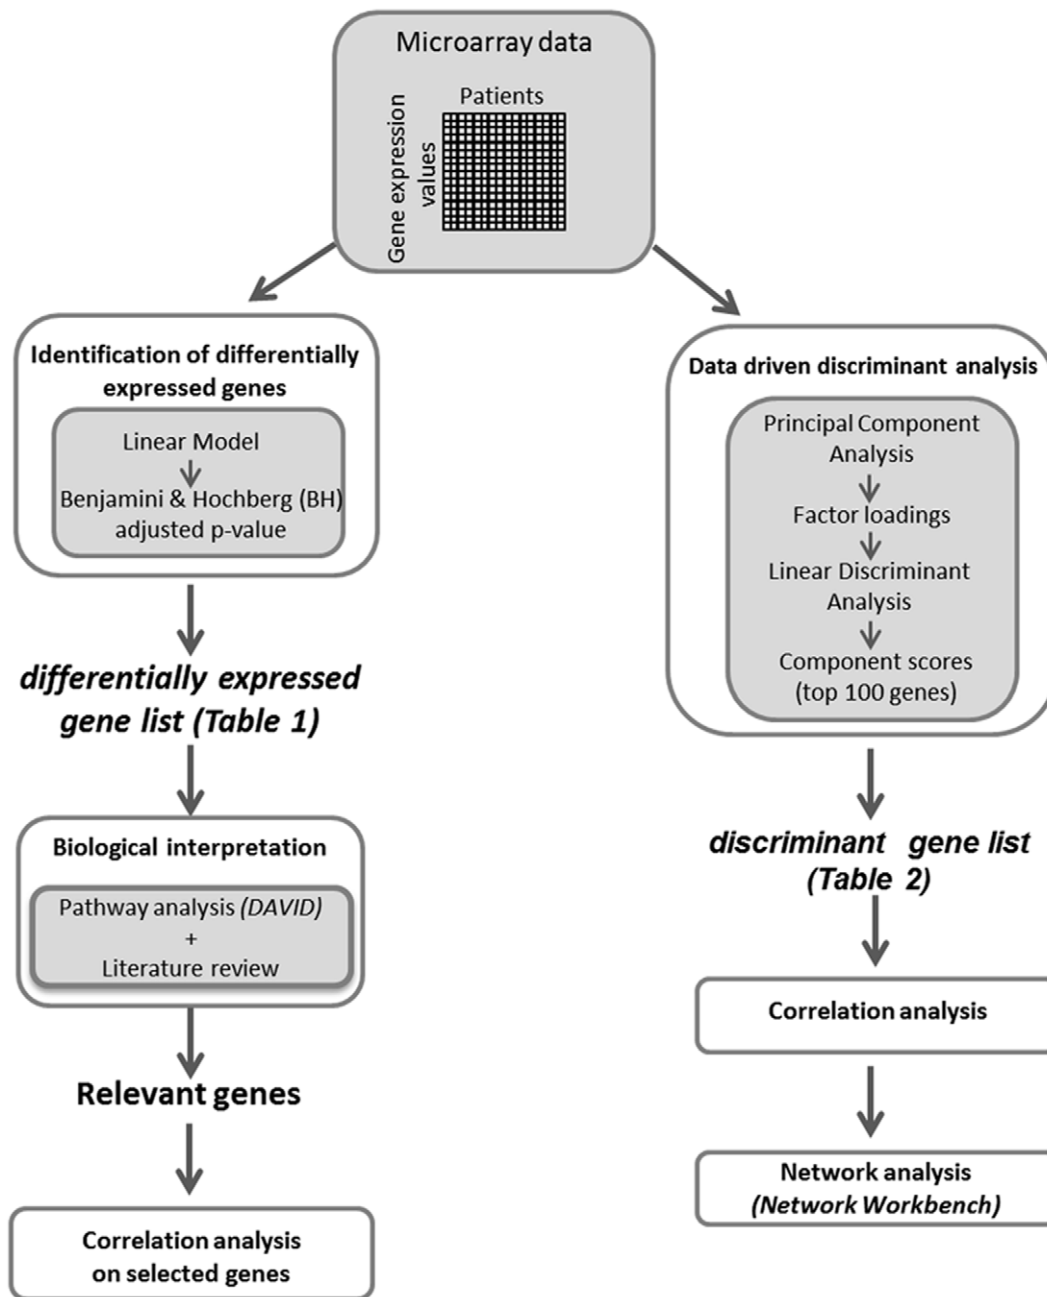 Microarray data
Patients
Gene expression
values
Identification of differentially
expressed genes
Linear Model
Benjamini & Hochberg (BH)
adjusted p-value
differentially expressed
gene list (Table 1)
Biological interpretation
Pathway analysis (DAVID)
+
Literature review
Relevant genes
Correlation analysis
on selected genes
Data driven discriminant analysis
Principal Component
Analysis
Factor loadings
Linear Discriminant
Analysis
Component scores
(top 100 genes)
discriminant gene list
(Table 2)
Correlation analysis
Network analysis
(Network Workbench)